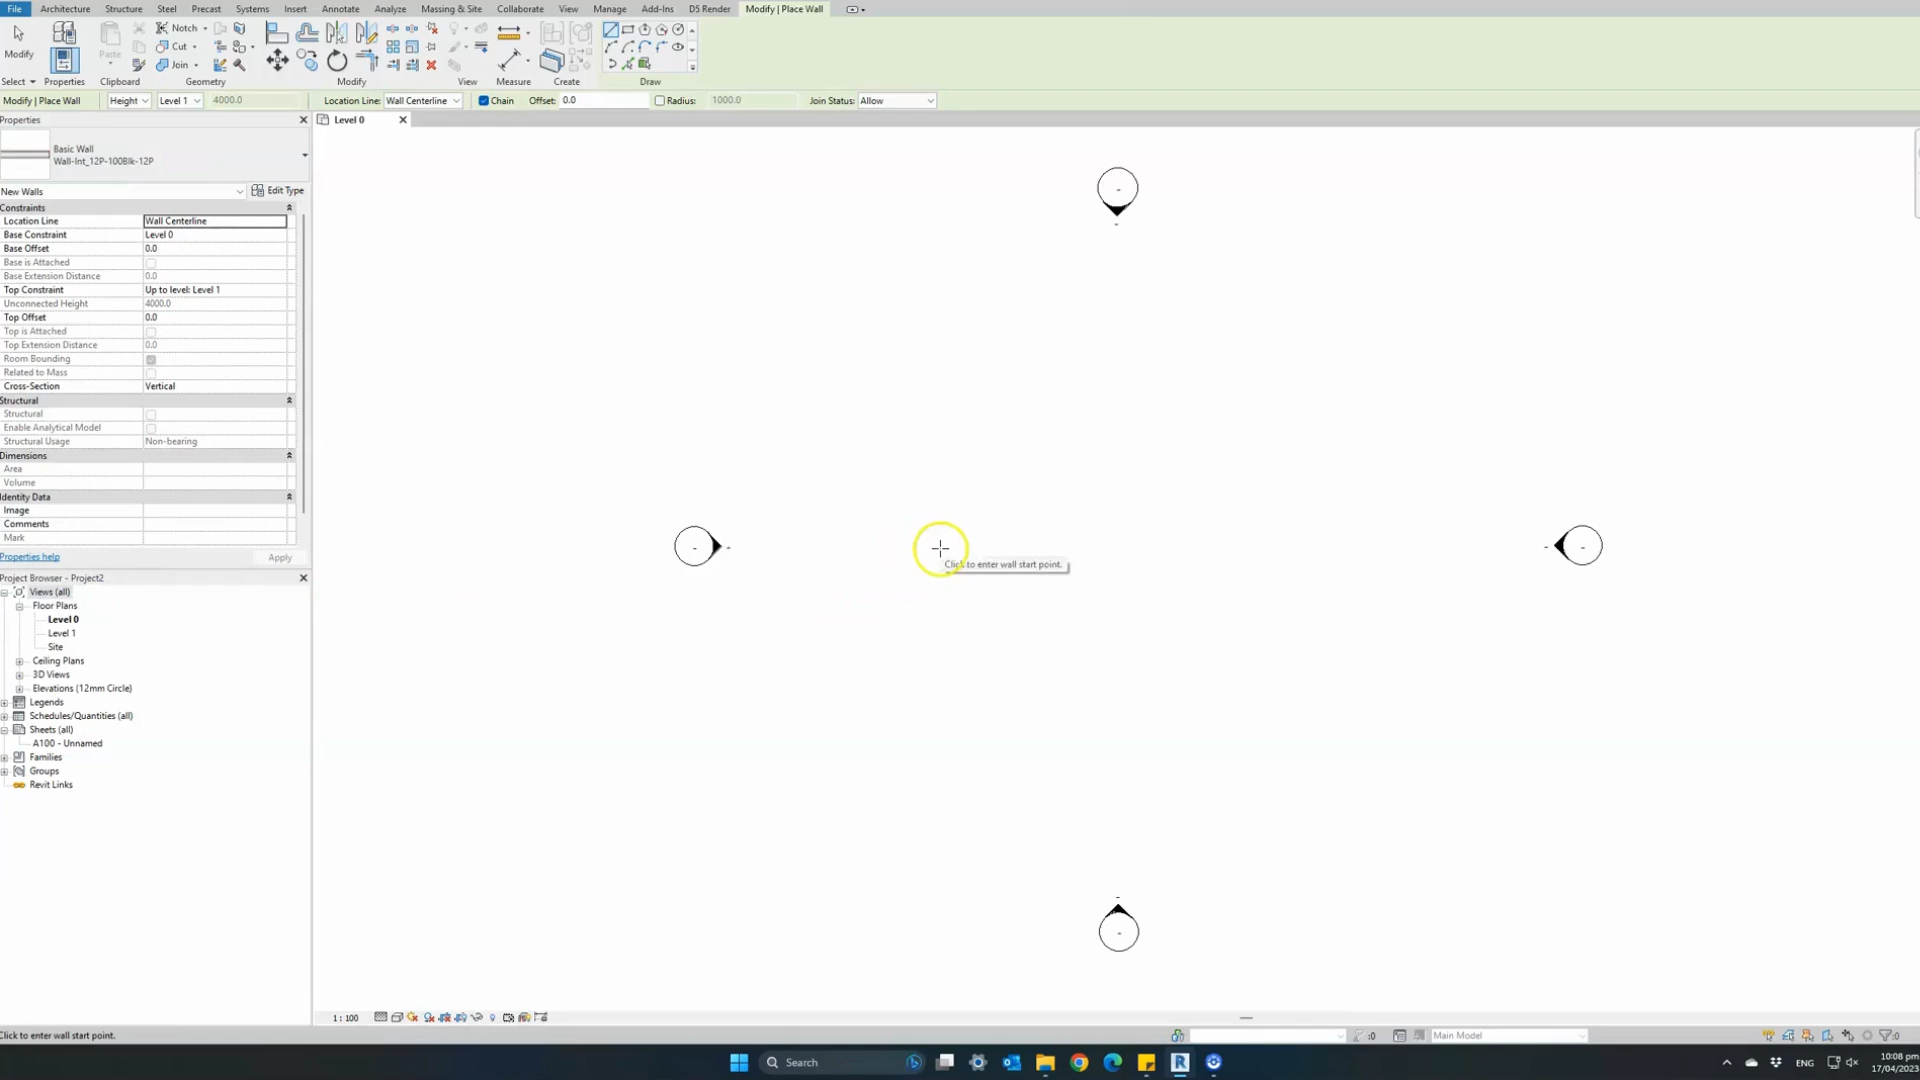 File Architecture Structure Steel Precast Systems Insert Annotate Analyze Massing & Site Collaborate View Manage Add-Ins D5 Render Modify | Place Wall
Notch
Modify Paste Cut
Join
Select Properties Clipboard Geometry Modify View Measure Create Draw
Modify | Place Wall Height Level 1 4000.0 Location Line: Wall Centerline Chain Offset: 0.0 Radius: 1000.0 Join Status: Allow
Properties
Level 0
Basic Wall
Wall-Int_12P-100Blk-12P
New Walls Edit Type
Constraints
Location Line Wall Centerline
Base Constraint Level 0
Base Offset 0.0
Base is Attached
Base Extension Distance 0.0
Top Constraint Up to level: Level 1
Unconnected Height 4000.0
Top Offset 0.0
Top is Attached
Top Extension Distance 0.0
Room Bounding
Related to Mass
Cross-Section Vertical
Structural
Structural
Enable Analytical Model
Structural Usage Non-bearing
Dimensions
Area
Volume
Identity Data
Image
Comments
Mark
Properties help Apply
Click to enter wall start point.
Project Browser - Project2
Views (all)
Floor Plans
Level 0
Level 1
Site
Ceiling Plans
3D Views
Elevations (12mm Circle)
Legends
Schedules/Quantities (all)
Sheets (all)
A100 - Unnamed
Families
Groups
Revit Links
1 : 100
Click to enter wall start point. :0 Main Model :0
Search
ENG
10:08 pm
17/04/2023